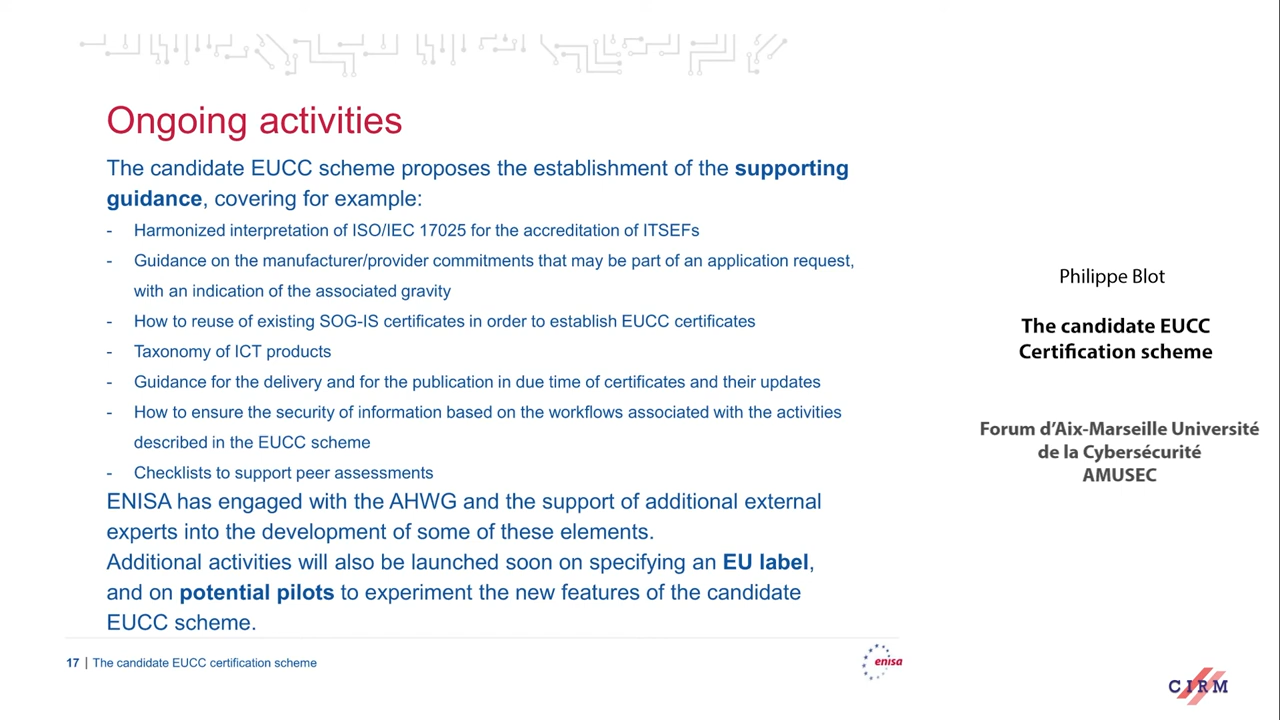 Ongoing activities
The candidate EUCC scheme proposes the establishment of the supporting
guidance, covering for example:
- Harmonized interpretation of ISO/IEC 17025 for the accreditation of ITSEFs
- Guidance on the manufacturer/provider commitments that may be part of an application request,
with an indication of the associated gravity
- How to reuse of existing SOG-IS certificates in order to establish EUCC certificates
- Taxonomy of ICT products
- Guidance for the delivery and for the publication in due time of certificates and their updates
- How to ensure the security of information based on the workflows associated with the activities
described in the EUCC scheme
- Checklists to support peer assessments
ENISA has engaged with the AHWG and the support of additional external
experts into the development of some of these elements.
Additional activities will also be launched soon on specifying an EU label,
and on potential pilots to experiment the new features of the candidate
EUCC scheme.
17 | The candidate EUCC certification scheme
enisa
Philippe Blot
The candidate EUCC
Certification scheme
Forum d'Aix-Marseille Université
de la Cybersécurité
AMUSEC
CIRM